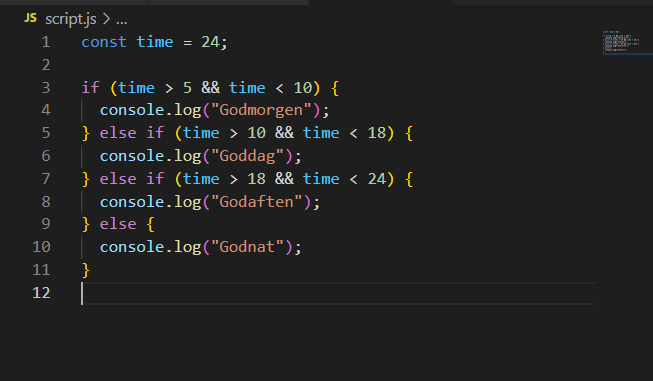 JS script.js > ...
1 const time = 24;
2
3 if (time > 5 && time < 10) {
4 console.log("Godmorgen");
5 } else if (time > 10 && time < 18) {
6 console.log("Goddag");
7 } else if (time > 18 && time < 24) {
8 console.log("Godaften");
9 } else {
10 console.log("Godnat");
11 }
12